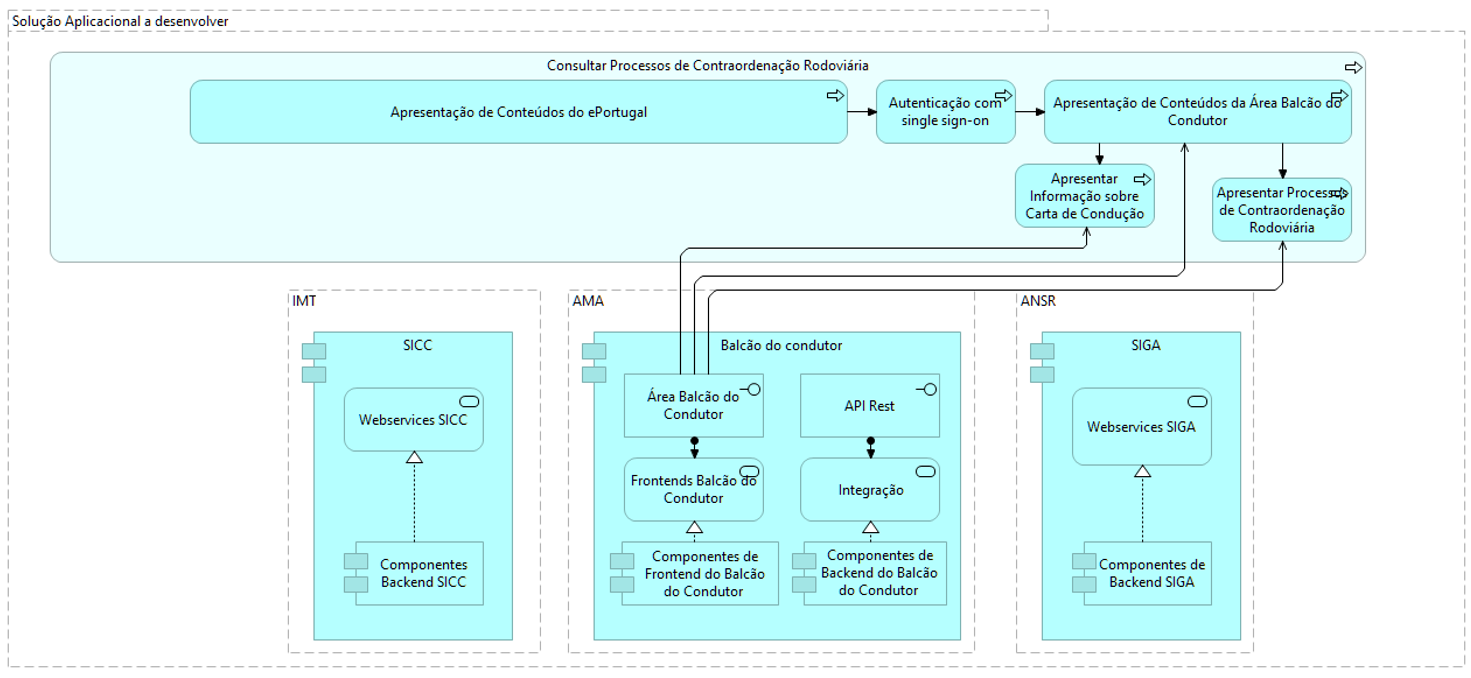 Solução Aplicacional a desenvolver
Consultar Processos de Contraordenação Rodoviária
Apresentação de Conteúdos do ePortugal
Autenticação com
single sign-on
Apresentação de Conteúdos da Área Balcão do
Condutor
Apresentar
Informação sobre
Carta de Condução
Apresentar Processos
de Contraordenação
Rodoviária
IMT
SICC
Webservices SICC
Componentes
Backend SICC
AMA
Balcão do condutor
Área Balcão do
Condutor
API Rest
Frontends Balcão do
Condutor
Integração
Componentes de
Frontend do Balcão
do Condutor
Componentes de
Backend do Balcão
do Condutor
ANSR
SIGA
Webservices SIGA
Componentes de
Backend SIGA